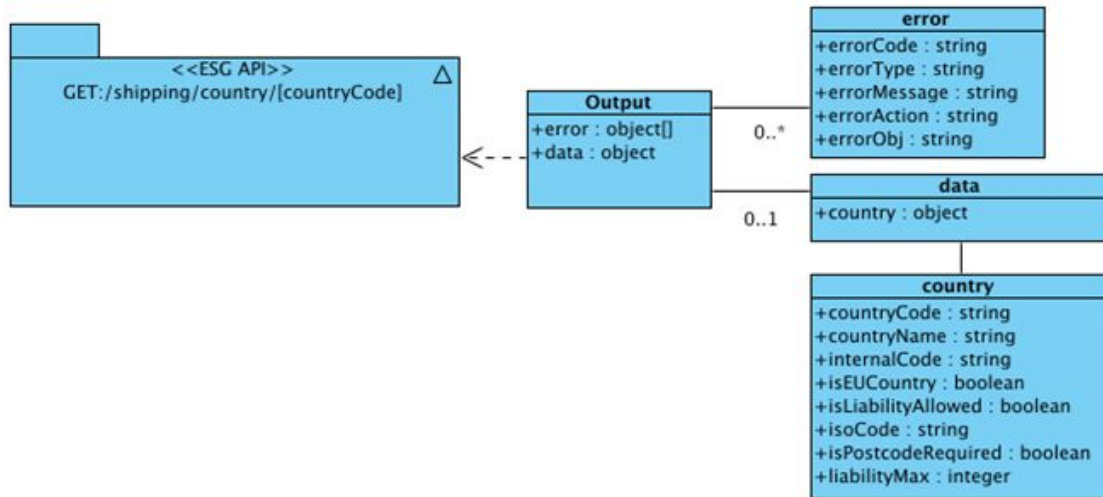 <<ESG API>>
GET:/shipping/country/[countryCode]
Output
+error : object[]
+data : object
0..*
0..1
error
+errorCode : string
+errorType : string
+errorMessage : string
+errorAction : string
+errorObj : string
data
+country : object
country
+countryCode : string
+countryName : string
+internalCode : string
+isEUCountry : boolean
+isLiabilityAllowed : boolean
+isoCode : string
+isPostcodeRequired : boolean
+liabilityMax : integer